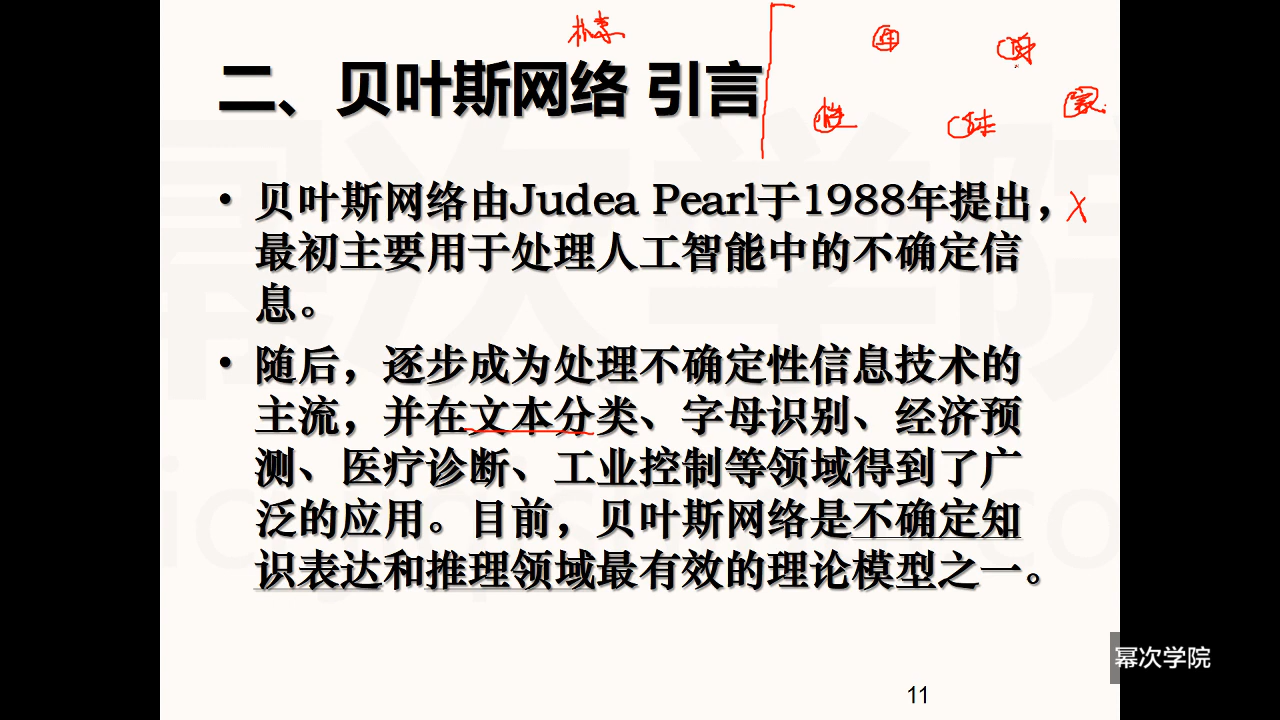 朴素
年
身
家
性
体
二、贝叶斯网络 引言
• 贝叶斯网络由Judea Pearl于1988年提出，
X
最初主要用于处理人工智能中的不确定信
息。
• 随后，逐步成为处理不确定性信息技术的
主流，并在文本分类、字母识别、经济预
测、医疗诊断、工业控制等领域得到了广
泛的应用。目前，贝叶斯网络是不确定知
识表达和推理领域最有效的理论模型之一。
幂次学院
11